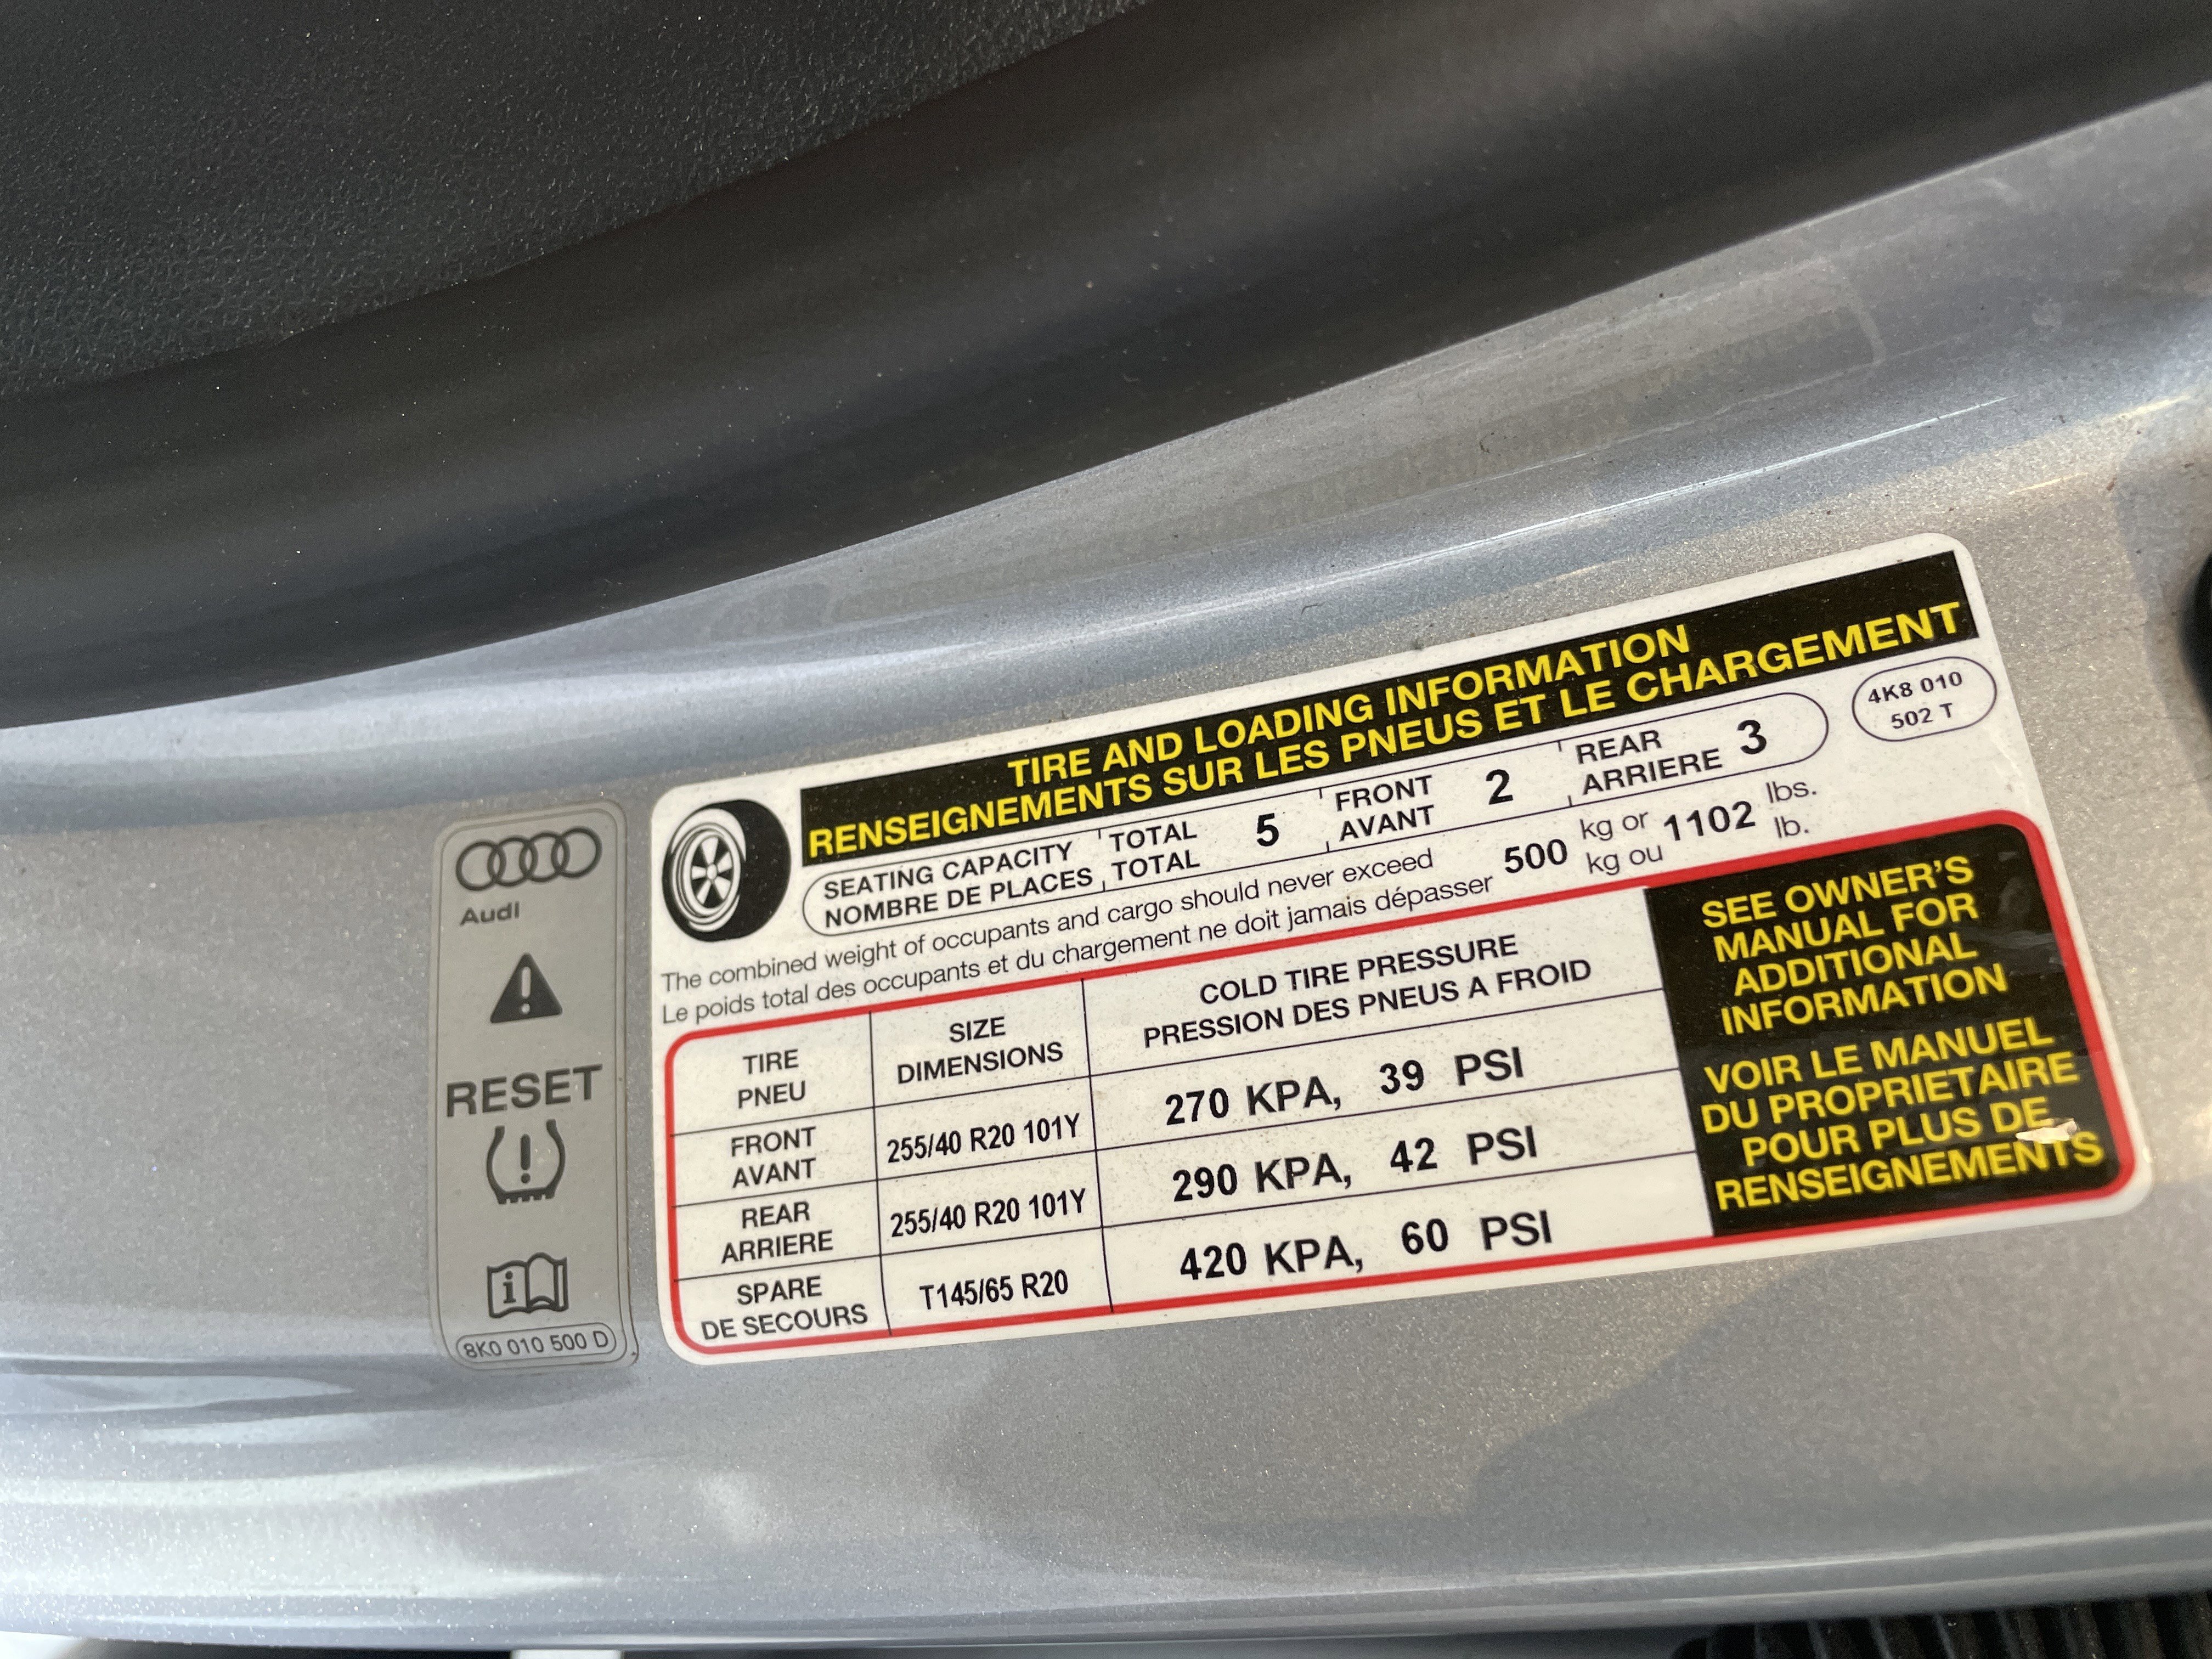 Audi
RESET
8K0 010 500 D
TIRE AND LOADING INFORMATION
RENSEIGNEMENTS SUR LES PNEUS ET LE CHARGEMENT
4K8 010
502 T
SEATING CAPACITY
NOMBRE DE PLACES
TOTAL
TOTAL
5
FRONT
AVANT
2
REAR
ARRIERE
3
The combined weight of occupants and cargo should never exceed
Le poids total des occupants et du chargement ne doit jamais dépasser
500
kg or
kg ou
1102
lbs.
lb.
TIRE
PNEU
SIZE
DIMENSIONS
COLD TIRE PRESSURE
PRESSION DES PNEUS A FROID
FRONT
AVANT
255/40 R20 101Y
270 KPA, 39 PSI
REAR
ARRIERE
255/40 R20 101Y
290 KPA, 42 PSI
SPARE
DE SECOURS
T145/65 R20
420 KPA, 60 PSI
SEE OWNER'S
MANUAL FOR
ADDITIONAL
INFORMATION
VOIR LE MANUEL
DU PROPRIETAIRE
POUR PLUS DE
RENSEIGNEMENTS